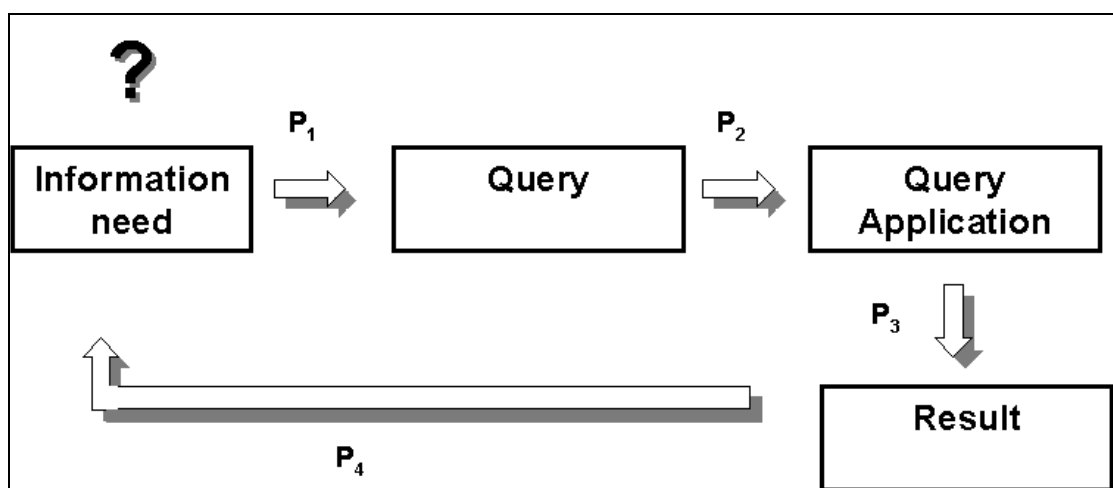 ?
P₁
P₂
Information
need
Query
Query
Application
P₃
Result
P₄